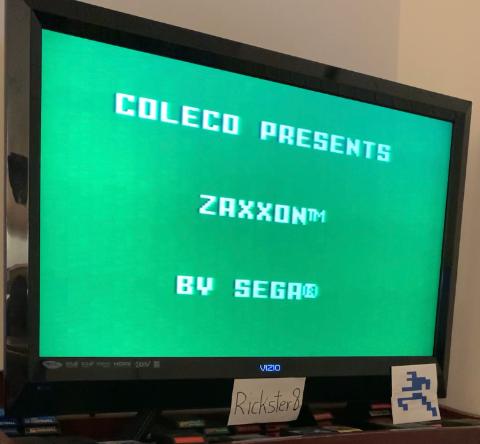 COLECO PRESENTS
ZAXXON™
BY SEGA®
VIZIO
Rickster8